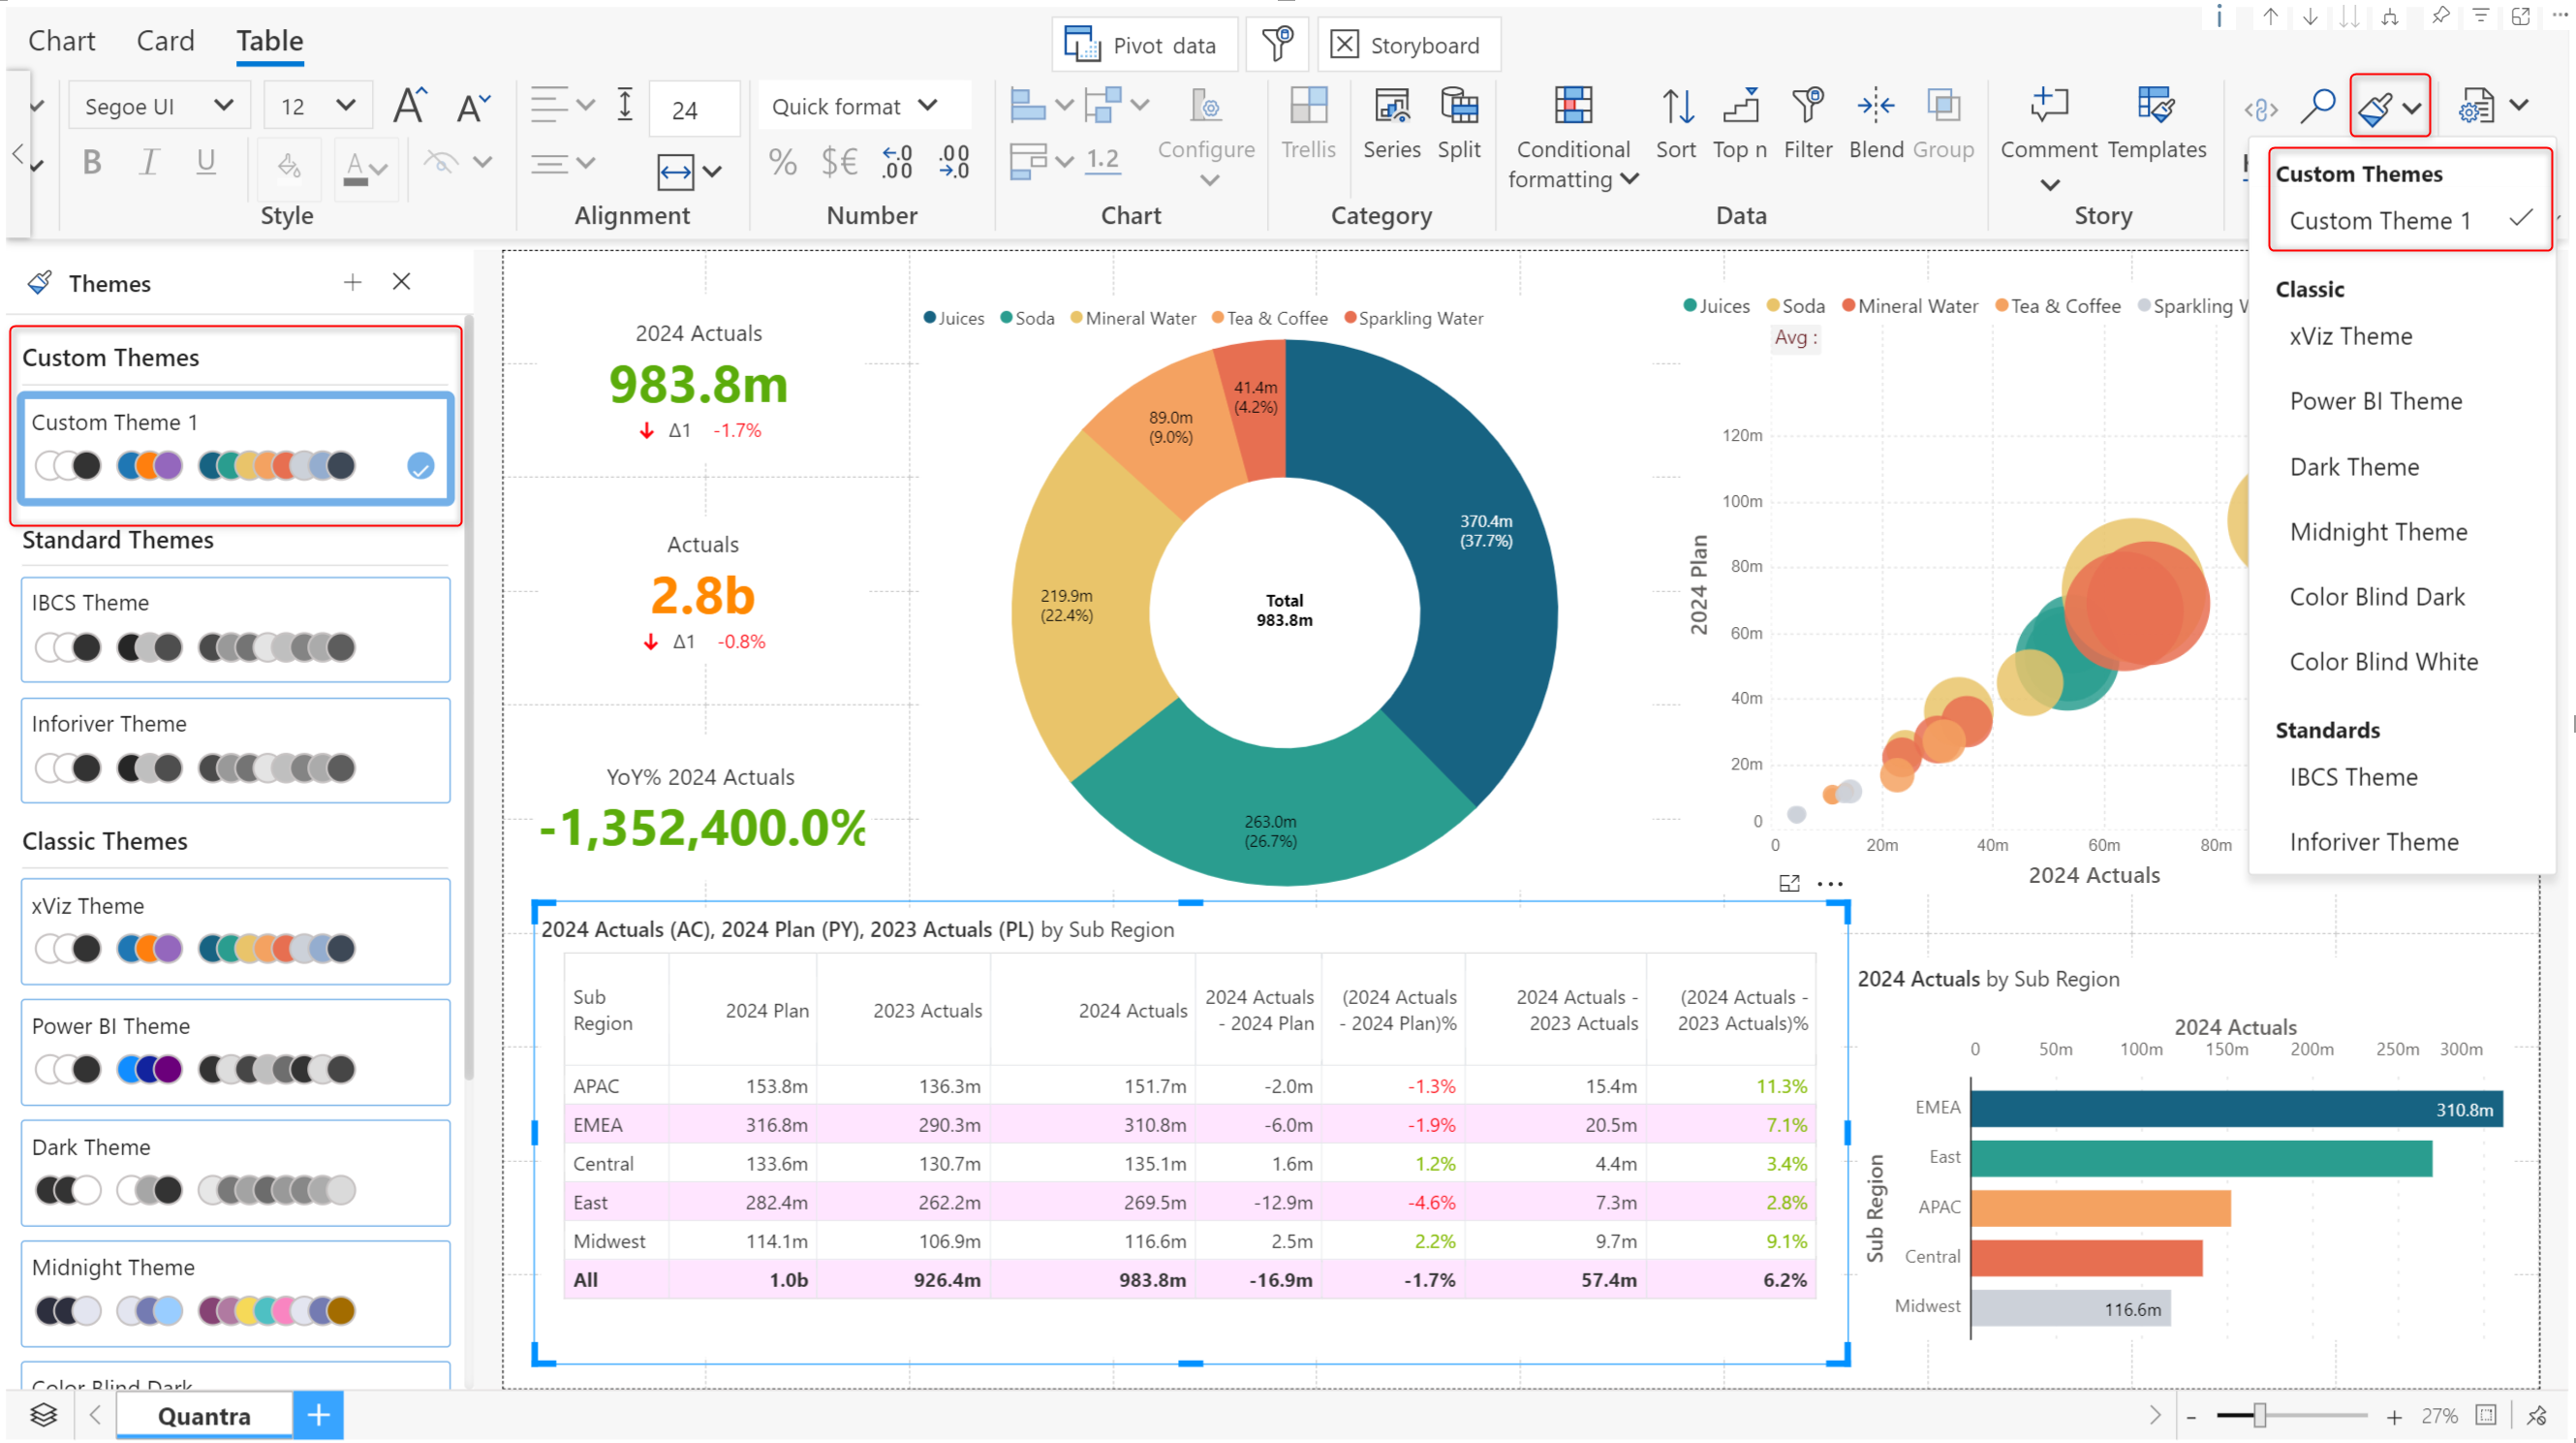 Chart Card Table
Pivot data
Storyboard
Segoe UI
12
24
Quick format
B I U
A
% $€
1.2
Configure
Trellis
Series
Split
Conditional
formatting
Sort
Top n
Filter
Blend
Group
Comment
Templates
Style
Alignment
Number
Chart
Category
Data
Story
Custom Themes
Custom Theme 1
Classic
xViz Theme
Power BI Theme
Dark Theme
Midnight Theme
Color Blind Dark
Color Blind White
Standards
IBCS Theme
Inforiver Theme
Themes
Custom Themes
Custom Theme 1
Standard Themes
IBCS Theme
Inforiver Theme
Classic Themes
xViz Theme
Power BI Theme
Dark Theme
Midnight Theme
Color Blind Dark
2024 Actuals
983.8m
Δ1 -1.7%
Actuals
2.8b
Δ1 -0.8%
YoY% 2024 Actuals
-1,352,400.0%
Juices Soda Mineral Water Tea & Coffee Sparkling Water
41.4m
(4.2%)
89.0m
(9.0%)
370.4m
(37.7%)
219.9m
(22.4%)
Total
983.8m
263.0m
(26.7%)
Juices Soda Mineral Water Tea & Coffee Sparkling W
Avg :
2024 Plan
120m
100m
80m
60m
40m
20m
0
0 20m 40m 60m 80m
2024 Actuals
2024 Actuals (AC), 2024 Plan (PY), 2023 Actuals (PL) by Sub Region
Sub Region 2024 Plan 2023 Actuals 2024 Actuals 2024 Actuals - 2024 Plan (2024 Actuals - 2024 Plan)% 2024 Actuals - 2023 Actuals (2024 Actuals - 2023 Actuals)%
APAC 153.8m 136.3m 151.7m -2.0m -1.3% 15.4m 11.3%
EMEA 316.8m 290.3m 310.8m -6.0m -1.9% 20.5m 7.1%
Central 133.6m 130.7m 135.1m 1.6m 1.2% 4.4m 3.4%
East 282.4m 262.2m 269.5m -12.9m -4.6% 7.3m 2.8%
Midwest 114.1m 106.9m 116.6m 2.5m 2.2% 9.7m 9.1%
All 1.0b 926.4m 983.8m -16.9m -1.7% 57.4m 6.2%
2024 Actuals by Sub Region
2024 Actuals
0 50m 100m 150m 200m 250m 300m
Sub Region
EMEA 310.8m
East
APAC
Central
Midwest 116.6m
Quantra
27%